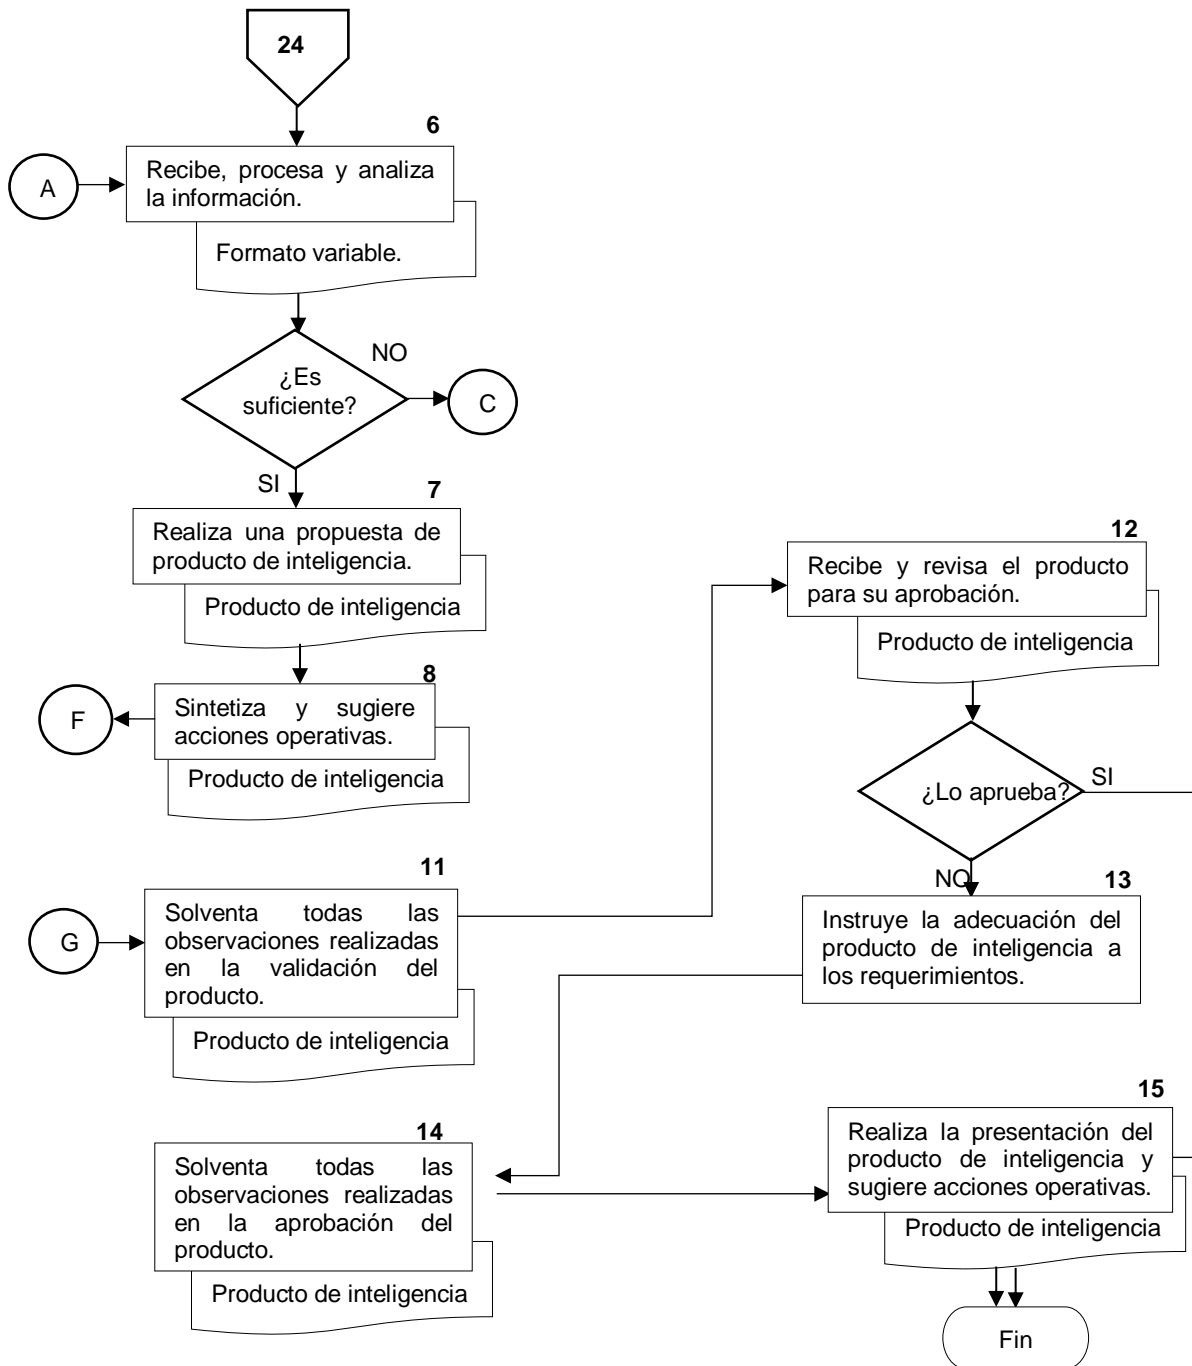 24
6
A
Recibe, procesa y analiza
la información.
Formato variable.
¿Es
suficiente?
NO
C
SI
7
Realiza una propuesta de
producto de inteligencia.
Producto de inteligencia
8
F
Sintetiza y sugiere
acciones operativas.
Producto de inteligencia
11
G
Solventa todas las
observaciones realizadas
en la validación del
producto.
Producto de inteligencia
12
Recibe y revisa el producto
para su aprobación.
Producto de inteligencia
¿Lo aprueba?
SI
NO
13
Instruye la adecuación del
producto de inteligencia a
los requerimientos.
14
Solventa todas las
observaciones realizadas
en la aprobación del
producto.
Producto de inteligencia
15
Realiza la presentación del
producto de inteligencia y
sugiere acciones operativas.
Producto de inteligencia
Fin